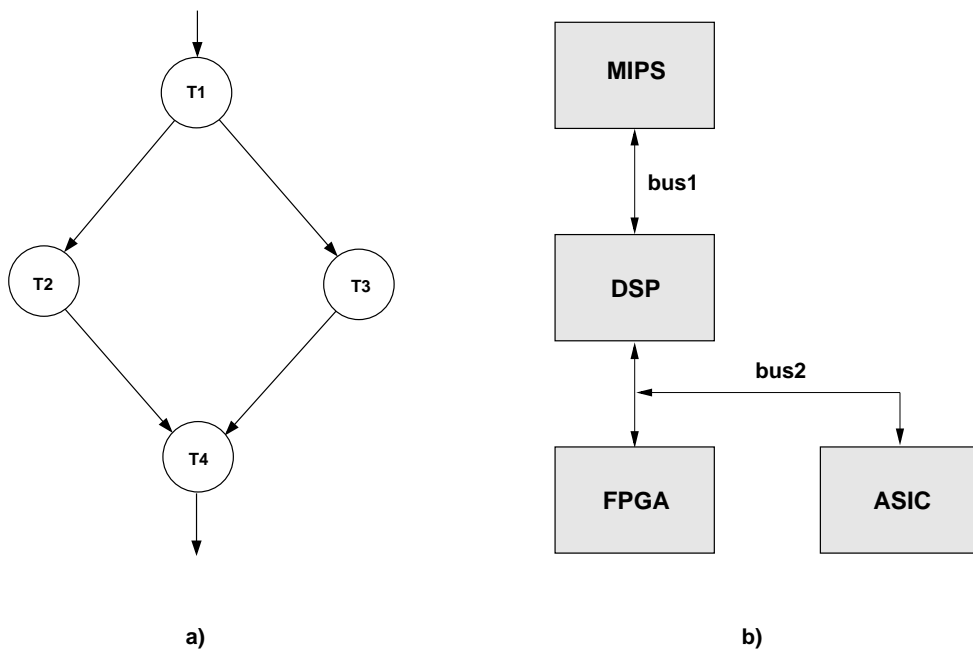 T1
T2
T3
T4
a)
MIPS
bus1
DSP
bus2
FPGA
ASIC
b)